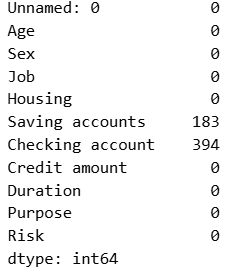 Unnamed: 0 0
Age 0
Sex 0
Job 0
Housing 0
Saving accounts 183
Checking account 394
Credit amount 0
Duration 0
Purpose 0
Risk 0
dtype: int64